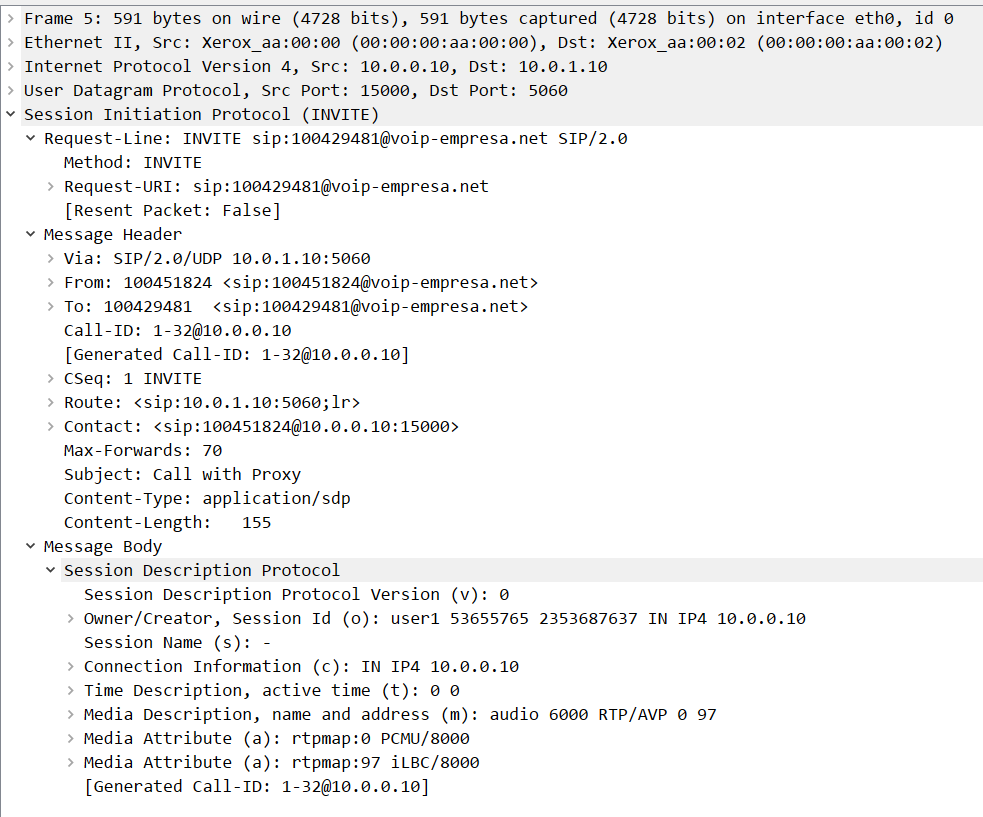 Frame 5: 591 bytes on wire (4728 bits), 591 bytes captured (4728 bits) on interface eth0, id 0
Ethernet II, Src: Xerox_aa:00:00 (00:00:00:aa:00:00), Dst: Xerox_aa:00:02 (00:00:00:aa:00:02)
Internet Protocol Version 4, Src: 10.0.0.10, Dst: 10.0.1.10
User Datagram Protocol, Src Port: 15000, Dst Port: 5060
Session Initiation Protocol (INVITE)
Request-Line: INVITE sip:100429481@voip-empresa.net SIP/2.0
Method: INVITE
Request-URI: sip:100429481@voip-empresa.net
[Resent Packet: False]
Message Header
Via: SIP/2.0/UDP 10.0.1.10:5060
From: 100451824 <sip:100451824@voip-empresa.net>
To: 100429481  <sip:100429481@voip-empresa.net>
Call-ID: 1-32@10.0.0.10
[Generated Call-ID: 1-32@10.0.0.10]
CSeq: 1 INVITE
Route: <sip:10.0.1.10:5060;lr>
Contact: <sip:100451824@10.0.0.10:15000>
Max-Forwards: 70
Subject: Call with Proxy
Content-Type: application/sdp
Content-Length:   155
Message Body
Session Description Protocol
Session Description Protocol Version (v): 0
Owner/Creator, Session Id (o): user1 53655765 2353687637 IN IP4 10.0.0.10
Session Name (s): -
Connection Information (c): IN IP4 10.0.0.10
Time Description, active time (t): 0 0
Media Description, name and address (m): audio 6000 RTP/AVP 0 97
Media Attribute (a): rtpmap:0 PCMU/8000
Media Attribute (a): rtpmap:97 iLBC/8000
[Generated Call-ID: 1-32@10.0.0.10]